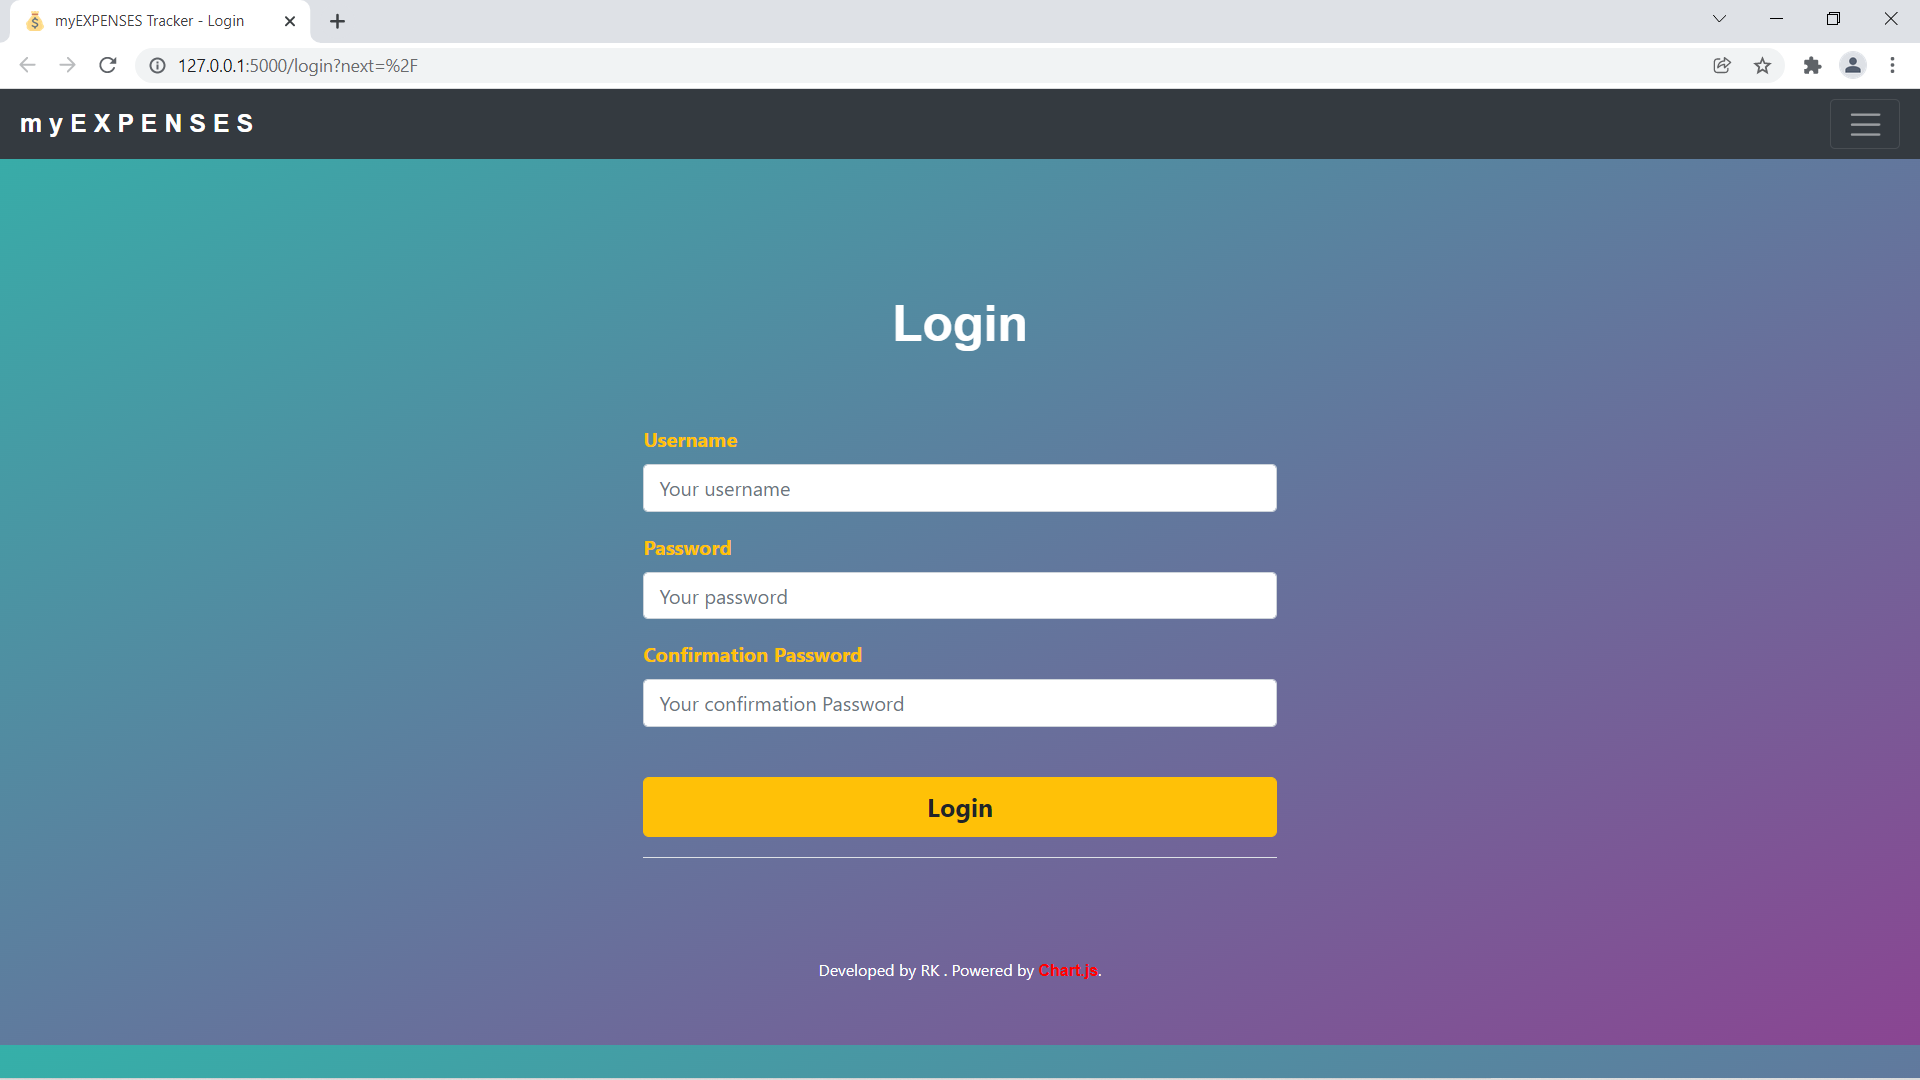 myEXPENSES Tracker - Login
127.0.0.1:5000/login?next=%2F
myEXPENSES
Login
Username
Your username
Password
Your password
Confirmation Password
Your confirmation Password
Login
Developed by RK . Powered by Chart.js.